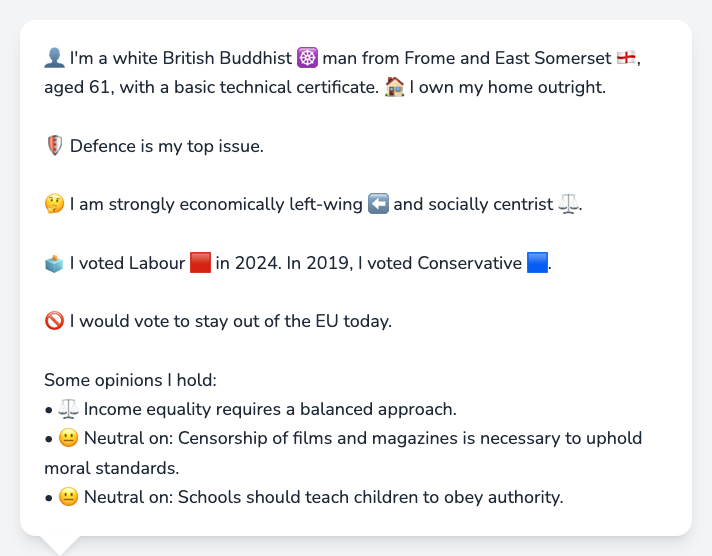 👤 I'm a white British Buddhist ☸️ man from Frome and East Somerset 🏴󠁧󠁢󠁥󠁮󠁧󠁿,
aged 61, with a basic technical certificate. 🏠 I own my home outright.
🛡️ Defence is my top issue.
🤔 I am strongly economically left-wing ⬅️ and socially centrist ⚖️.
🗳️ I voted Labour 🟥 in 2024. In 2019, I voted Conservative 🟦.
🚫 I would vote to stay out of the EU today.
Some opinions I hold:
• ⚖️ Income equality requires a balanced approach.
• 😐 Neutral on: Censorship of films and magazines is necessary to uphold
moral standards.
• 😐 Neutral on: Schools should teach children to obey authority.